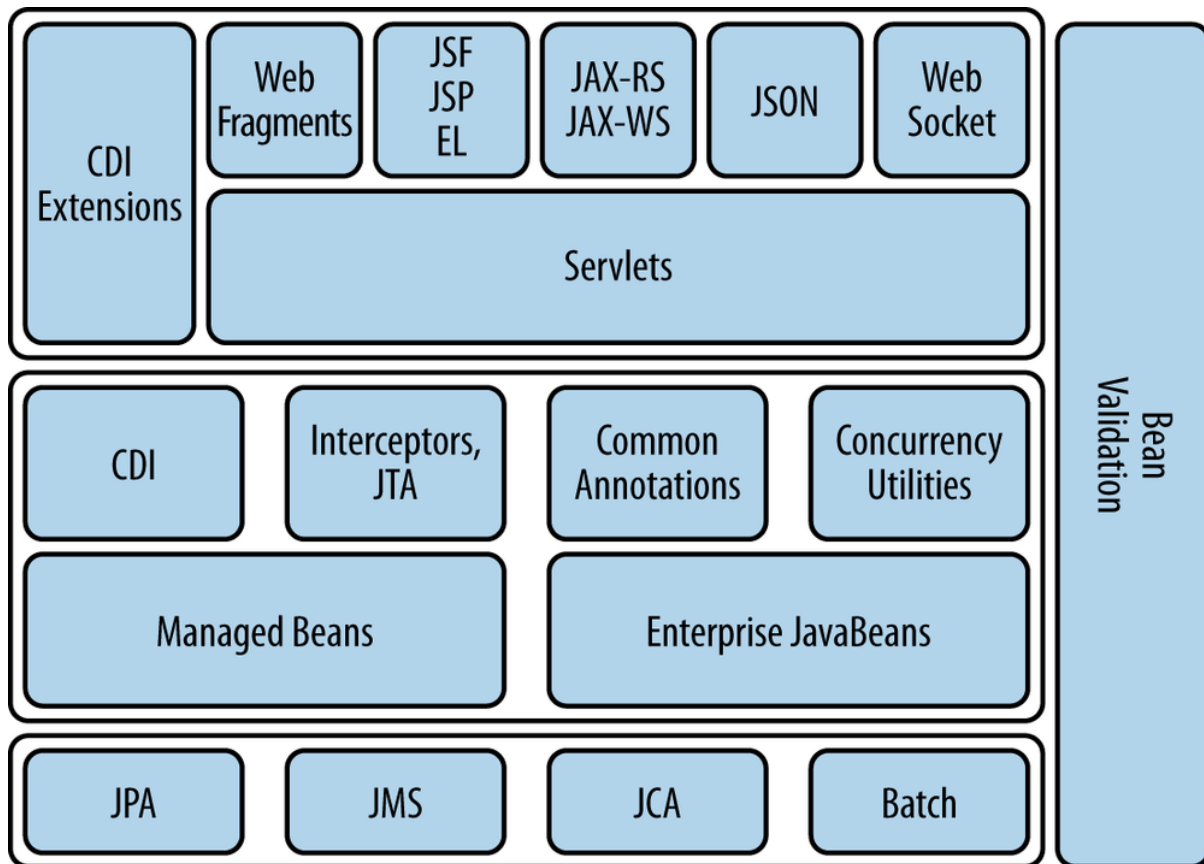 CDI
Extensions
Web
Fragments
JSF
JSP
EL
JAX-RS
JAX-WS
JSON
Web
Socket
Servlets
CDI
Interceptors,
JTA
Common
Annotations
Concurrency
Utilities
Managed Beans
Enterprise JavaBeans
JPA
JMS
JCA
Batch
Bean
Validation